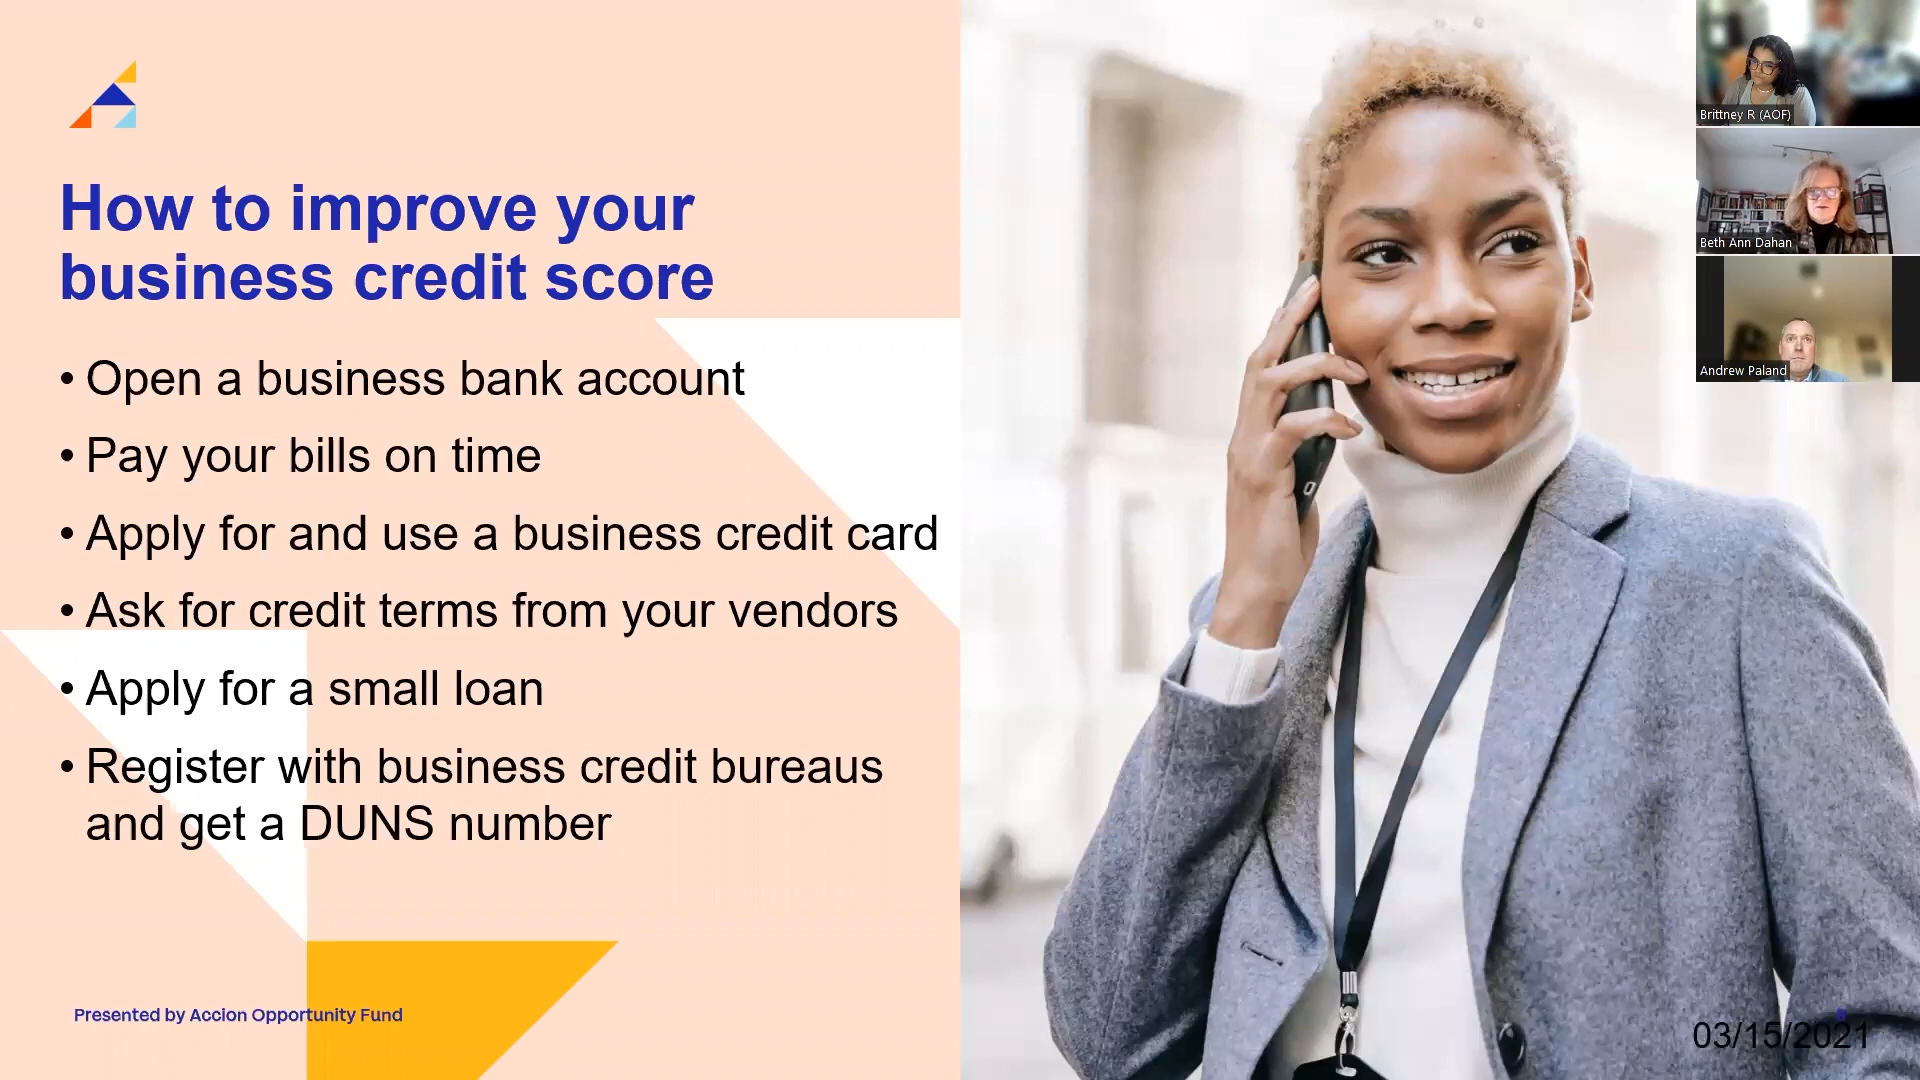 How to improve your
business credit score
• Open a business bank account
• Pay your bills on time
• Apply for and use a business credit card
• Ask for credit terms from your vendors
• Apply for a small loan
• Register with business credit bureaus
and get a DUNS number
Presented by Accion Opportunity Fund
Brittney R (AOF)
Beth Ann Dahan
Andrew Paland
03/15/2021